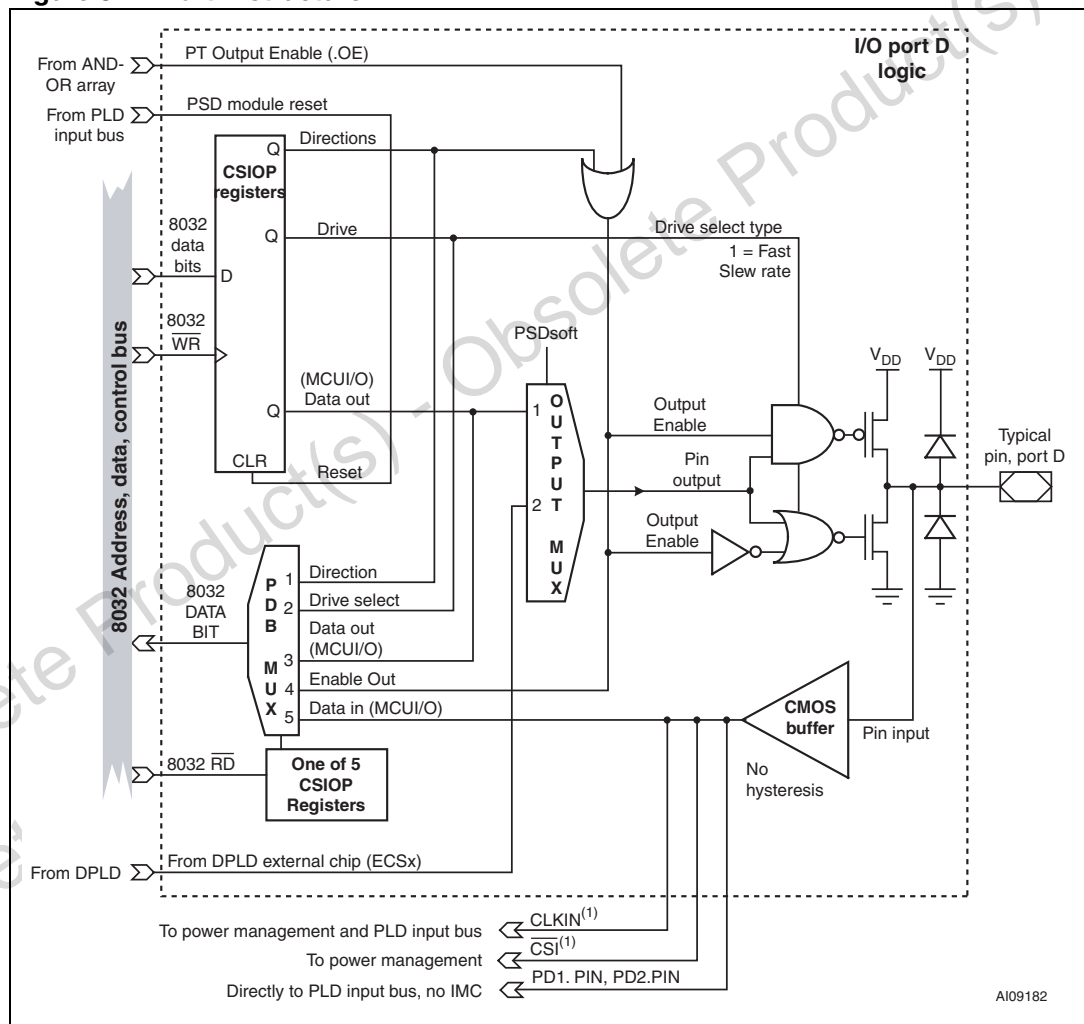 I/O port D
logic
PT Output Enable (.OE)
From AND-
OR array
PSD module reset
From PLD
input bus
Directions
Q
CSIOP
registers
Q
Drive
Drive select type
1 = Fast
Slew rate
8032
data
bits
D
8032
WR
PSDsoft
VDD
VDD
(MCUI/O)
Data out
Q
1
OUTPUT MUX
Output
Enable
Typical
pin, port D
CLR
Reset
Pin
output
2
Output
Enable
8032 Address, data, control bus
8032
DATA
BIT
PDB MUX
1
Direction
2
Drive select
Data out
(MCUI/O)
3
4
Enable Out
5
Data in (MCUI/O)
CMOS
buffer
Pin input
No
hysteresis
8032 RD
One of 5
CSIOP
Registers
From DPLD
From DPLD external chip (ECSx)
To power management and PLD input bus
CLKIN(1)
To power management
CSI(1)
Directly to PLD input bus, no IMC
PD1. PIN, PD2.PIN
AI09182
Obsolete Product(s) - Obsolete Product(s)